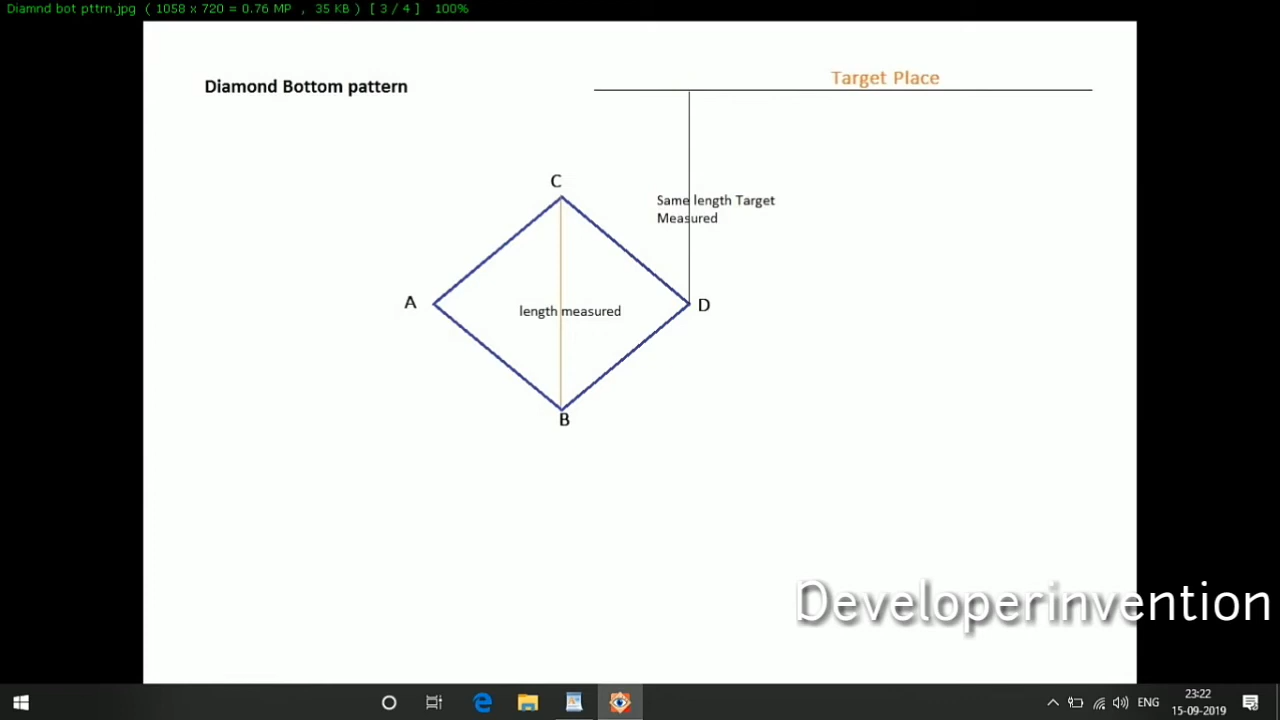 Diamnd bot pttrn.jpg ( 1058 x 720 = 0.76 MP , 35 KB ) [ 3 / 4 ] 100%
Target Place
Diamond Bottom pattern
C
Same length Target
Measured
A
D
length measured
B
Developerinvention
ENG
23:22
15-09-2019